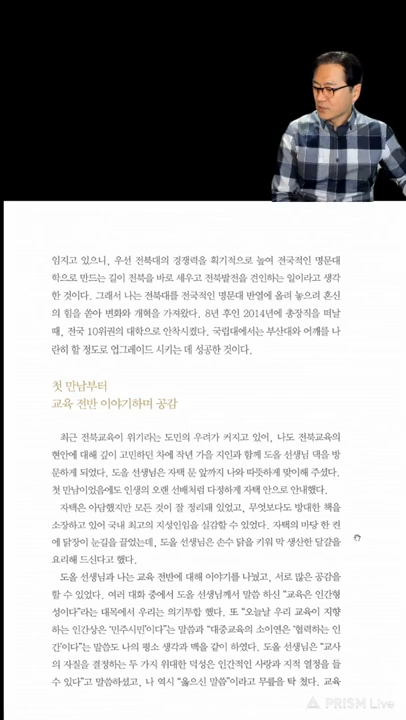 임지고 있으니, 우선 전북대의 경쟁력을 획기적으로 높여 전국적인 명문대
학으로 만드는 길이 전북을 바로 세우고 전북발전을 견인하는 일이라고 생각
한 것이다. 그래서 나는 전북대를 전국적인 명문대 반열에 올려 놓으려 혼신
의 힘을 쏟아 변화와 개혁을 가져왔다. 8년 후인 2014년에 총장직을 떠날
때, 전국 10위권의 대학으로 안착시켰다. 국립대에서는 부산대와 어깨를 나
란히 할 정도로 업그레이드 시키는 데 성공한 것이다.
첫 만남부터
교육 전반 이야기하며 공감
최근 전북교육이 위기라는 도민의 우려가 커지고 있어, 나도 전북교육의
현안에 대해 깊이 고민하던 차에 작년 가을 지인과 함께 도올 선생님 댁을 방
문하게 되었다. 도올 선생님은 자택 문 앞까지 나와 따뜻하게 맞이해 주셨다.
첫 만남이었음에도 인생의 오랜 선배처럼 다정하게 자택 안으로 안내했다.
자택은 아담했지만 모든 것이 잘 정리돼 있었고, 무엇보다도 방대한 책을
소장하고 있어 국내 최고의 지성인임을 실감할 수 있었다. 자택의 마당 한 켠
에 닭장이 눈길을 끌었는데, 도올 선생님은 손수 닭을 키워 막 생산한 달걀을
요리해 드신다고 했다.
도올 선생님과 나는 교육 전반에 대해 이야기를 나눴고, 서로 많은 공감을
할 수 있었다. 여러 대화 중에서 도올 선생님께서 말씀 하신 “교육은 인간형
성이다”라는 대목에서 우리는 의기투합 했다. 또 “오늘날 우리 교육이 지향
하는 인간상은 ‘민주시민’이다”는 말씀과 “대중교육의 소이연은 ‘협력하는 인
간’이다”는 말씀도 나의 평소 생각과 맥을 같이 하였다. 도올 선생님은 “교사
의 자질을 결정하는 두 가지 위대한 덕성은 인간적인 사랑과 지적 열정을 들
수 있다”고 말씀하셨고, 나 역시 “옳으신 말씀”이라고 무릎을 탁 쳤다. 교육
PRISM Live